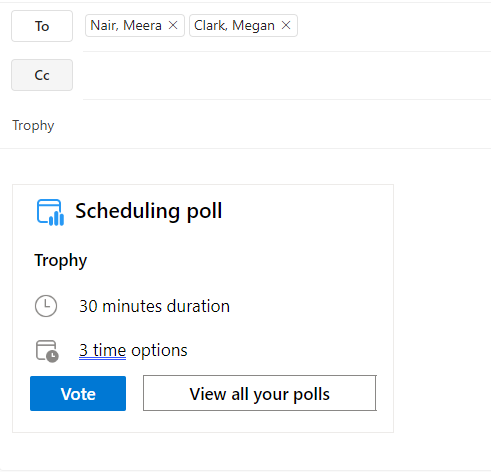 To Nair, Meera Clark, Megan
Cc
Trophy
Scheduling poll
Trophy
30 minutes duration
3 time options
Vote View all your polls